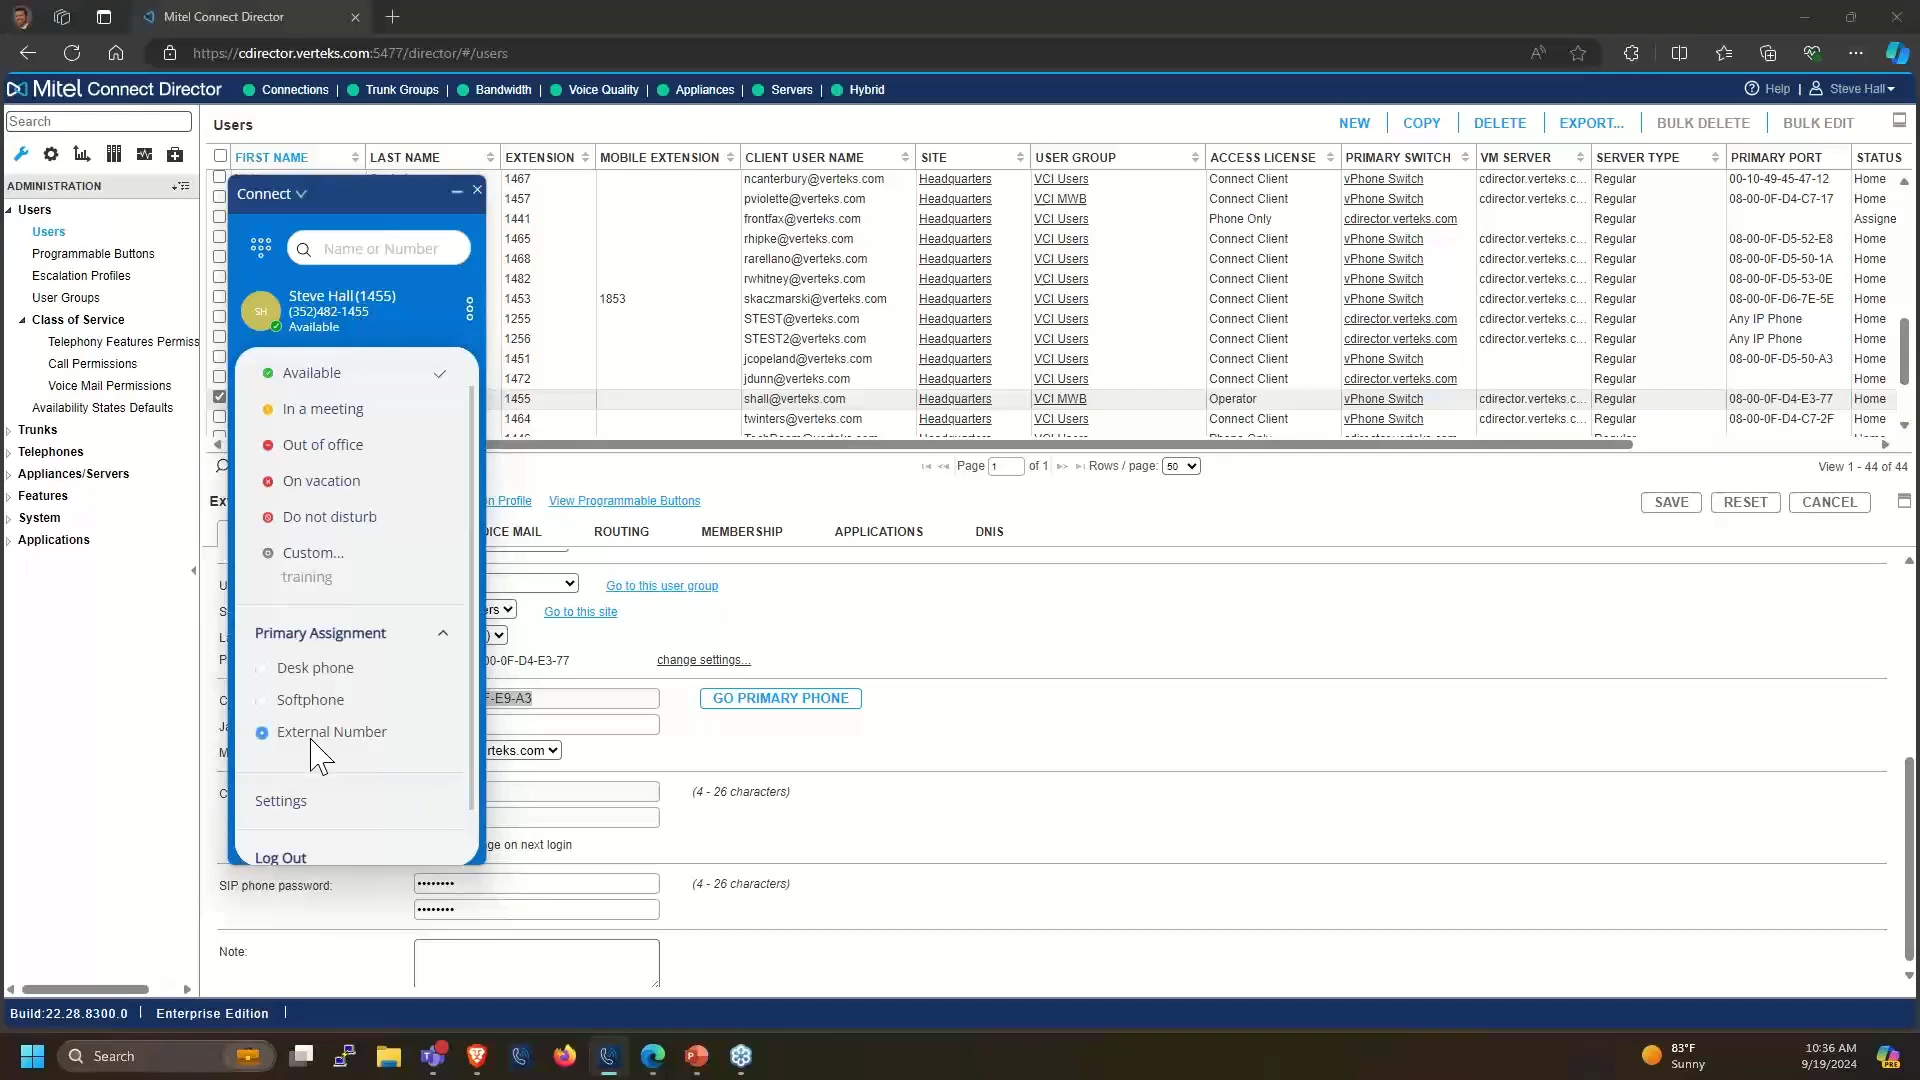 Mitel Connect Director
https://cdirector.verteks.com:5477/director/#/users
Mitel Connect Director
Connections | Trunk Groups | Bandwidth | Voice Quality | Appliances | Servers | Hybrid
Help | Steve Hall
Search
ADMINISTRATION
Users
Users
Programmable Buttons
Escalation Profiles
User Groups
Class of Service
Telephony Features Permiss
Call Permissions
Voice Mail Permissions
Availability States Defaults
Trunks
Telephones
Appliances/Servers
Features
System
Applications
Users
NEW COPY DELETE EXPORT... BULK DELETE BULK EDIT
FIRST NAME LAST NAME EXTENSION MOBILE EXTENSION CLIENT USER NAME SITE USER GROUP ACCESS LICENSE PRIMARY SWITCH VM SERVER SERVER TYPE PRIMARY PORT STATUS
1467 ncanterbury@verteks.com Headquarters VCI Users Connect Client vPhone Switch cdirector.verteks.c... Regular 00-10-49-45-47-12 Home
1457 pviolette@verteks.com Headquarters VCI MWB Connect Client vPhone Switch cdirector.verteks.c... Regular 08-00-0F-D4-C7-17 Home
1441 frontfax@verteks.com Headquarters VCI Users Phone Only cdirector.verteks.com Regular Assigne
1465 rhipke@verteks.com Headquarters VCI Users Connect Client vPhone Switch cdirector.verteks.c... Regular 08-00-0F-D5-52-E8 Home
1468 rarellano@verteks.com Headquarters VCI Users Connect Client vPhone Switch cdirector.verteks.c... Regular 08-00-0F-D5-50-1A Home
1482 rwhitney@verteks.com Headquarters VCI Users Connect Client vPhone Switch cdirector.verteks.c... Regular 08-00-0F-D5-53-0E Home
1453 1853 skaczmarski@verteks.com Headquarters VCI Users Connect Client vPhone Switch cdirector.verteks.c... Regular 08-00-0F-D6-7E-5E Home
1255 STEST@verteks.com Headquarters VCI Users Connect Client cdirector.verteks.com cdirector.verteks.c... Regular Any IP Phone Home
1256 STEST2@verteks.com Headquarters VCI Users Connect Client cdirector.verteks.com cdirector.verteks.c... Regular Any IP Phone Home
1451 jcopeland@verteks.com Headquarters VCI Users Connect Client vPhone Switch Regular 08-00-0F-D5-50-A3 Home
1472 jdunn@verteks.com Headquarters VCI Users Connect Client cdirector.verteks.com Regular Home
1455 shall@verteks.com Headquarters VCI MWB Operator vPhone Switch cdirector.verteks.c... Regular 08-00-0F-D4-E3-77 Home
1464 twinters@verteks.com Headquarters VCI Users Connect Client vPhone Switch cdirector.verteks.c... Regular 08-00-0F-D4-C7-2F Home
Page 1 of 1 Rows / page: 50
View 1 - 44 of 44
Connect
Name or Number
SH
Steve Hall(1455)
(352)482-1455
Available
Available
In a meeting
Out of office
On vacation
Do not disturb
Custom...
training
Primary Assignment
Desk phone
Softphone
External Number
Settings
Log Out
Ex on Profile View Programmable Buttons
SAVE RESET CANCEL
OICE MAIL ROUTING MEMBERSHIP APPLICATIONS DNIS
Go to this user group
ers Go to this site
00-0F-D4-E3-77 change settings...
F-E9-A3 GO PRIMARY PHONE
rteks.com
(4 - 26 characters)
ge on next login
SIP phone password: •••••••• (4 - 26 characters)
••••••••
Note:
Build:22.28.8300.0 | Enterprise Edition |
Search
83°F
Sunny
10:36 AM
9/19/2024